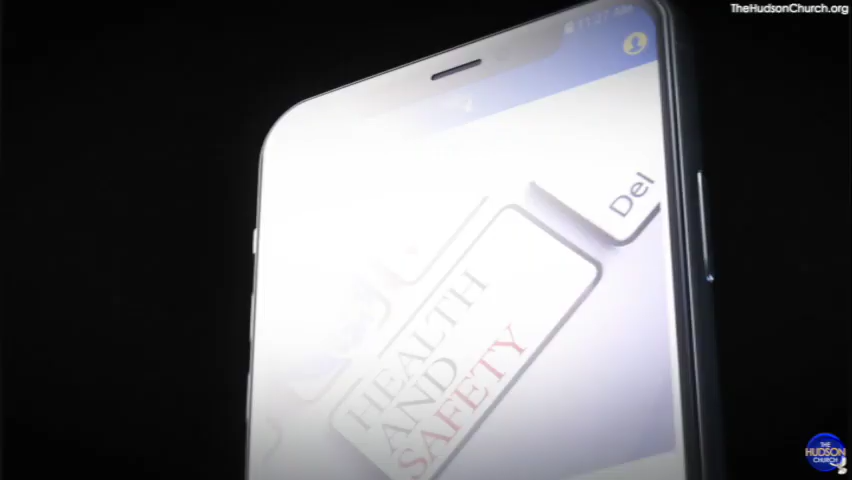 TheHudsonChurch.org
Del
HEALTH
AND
SAFETY
THE
HUDSON
CHURCH